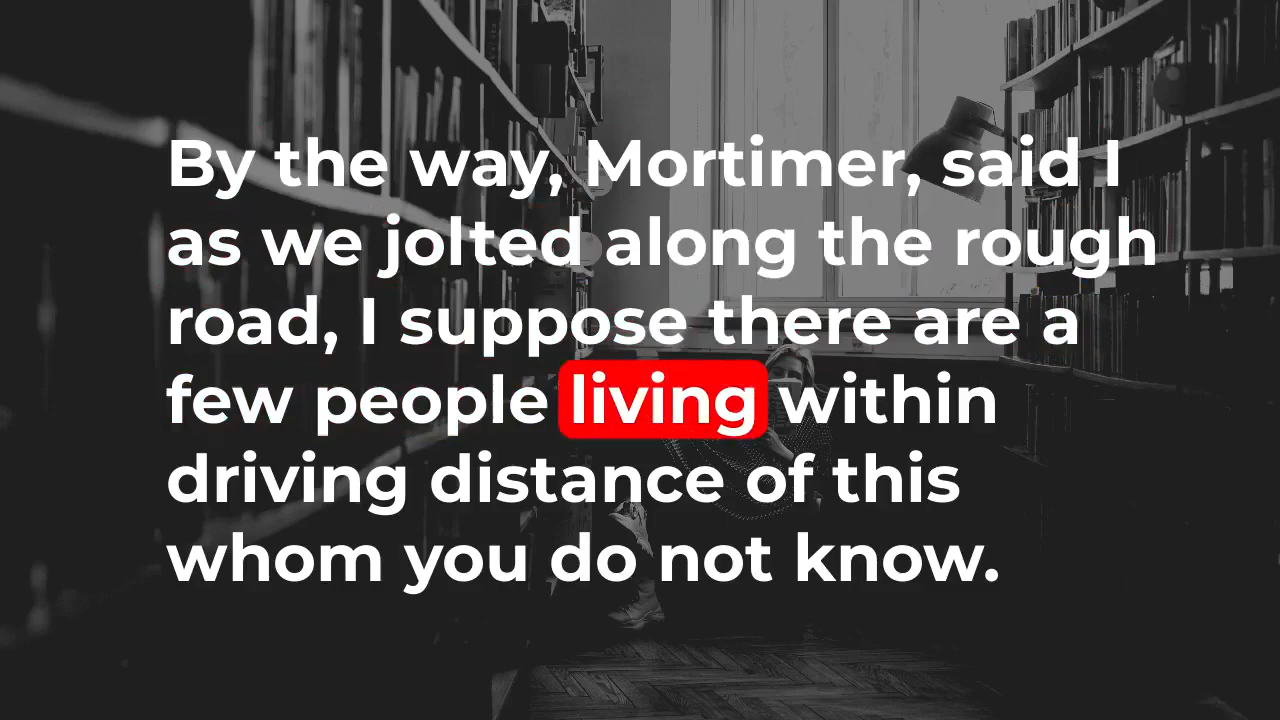 By the way, Mortimer, said I
as we jolted along the rough
road, I suppose there are a
few people living within
driving distance of this
whom you do not know.